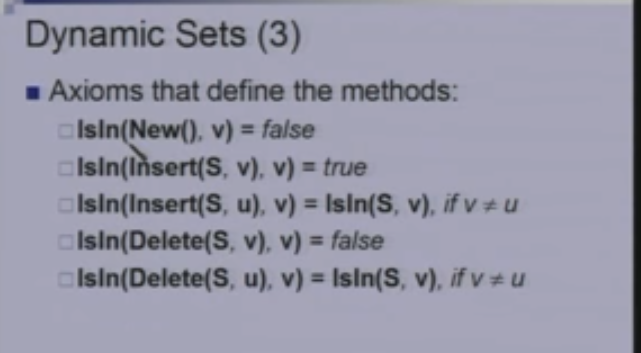 Dynamic Sets (3)
Axioms that define the methods:
IsIn(New(), v) = false
IsIn(Insert(S, v), v) = true
IsIn(Insert(S, u), v) = IsIn(S, v), if v ≠ u
IsIn(Delete(S, v), v) = false
IsIn(Delete(S, u), v) = IsIn(S, v), if v ≠ u